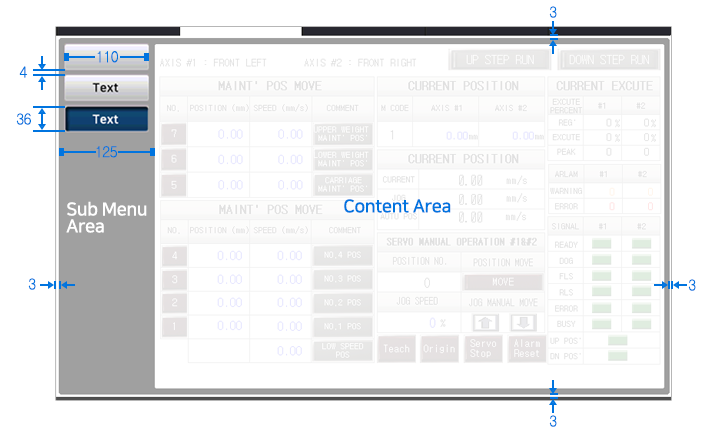 3
110
4
Text
36
Text
125
Sub Menu
Area
3
Content Area
3
3
AXIS #1 : FRONT LEFT
AXIS #2 : FRONT RIGHT
UP STEP RUN
DOWN STEP RUN
MAINT' POS MOVE
CURRENT POSITION
CURRENT EXCUTE
NO.
POSITION (mm)
SPEED (mm/s)
COMMENT
M CODE
AXIS #1
AXIS #2
EXCUTE
PERCENT
#1
#2
7
0.00
0.00
UPPER WEIGHT
MAINT' POS
1
0.00mm
0.00mm
REG'
0 %
0%
EXCUTE
0 %
0 %
6
0.00
0.00
LOWER WEIGHT
MAINT' POS
CURRENT POSITION
PEAK
0
0
5
0.00
0.00
CARRIAGE
MAINT' POS
CURRENT
0.00
mm/s
ARLAM
#1
#2
WARNING
0
0
JOG
0.00
mm/s
ERROR
0
0
MAINT' POS MOVE
AUTO POS
0.00
mm/s
SIGNAL
#1
#2
NO.
POSITION (mm)
SPEED (mm/s)
COMMENT
SERVO MANUAL OPERATION #1&#2
READY
4
0.00
0.00
NO.4 POS
POSITION NO.
POSITION MOVE
DOG
3
0.00
0.00
NO.3 POS
0
MOVE
FLS
RLS
2
0.00
0.00
NO.2 POS
JOG SPEED
JOG MANUAL MOVE
ERROR
1
0.00
0.00
NO.1 POS
0 %
BUSY
0.00
LOW SPEED
POS
Teach
Origin
Servo
Stop
Alarm
Reset
UP POS'
DN POS'